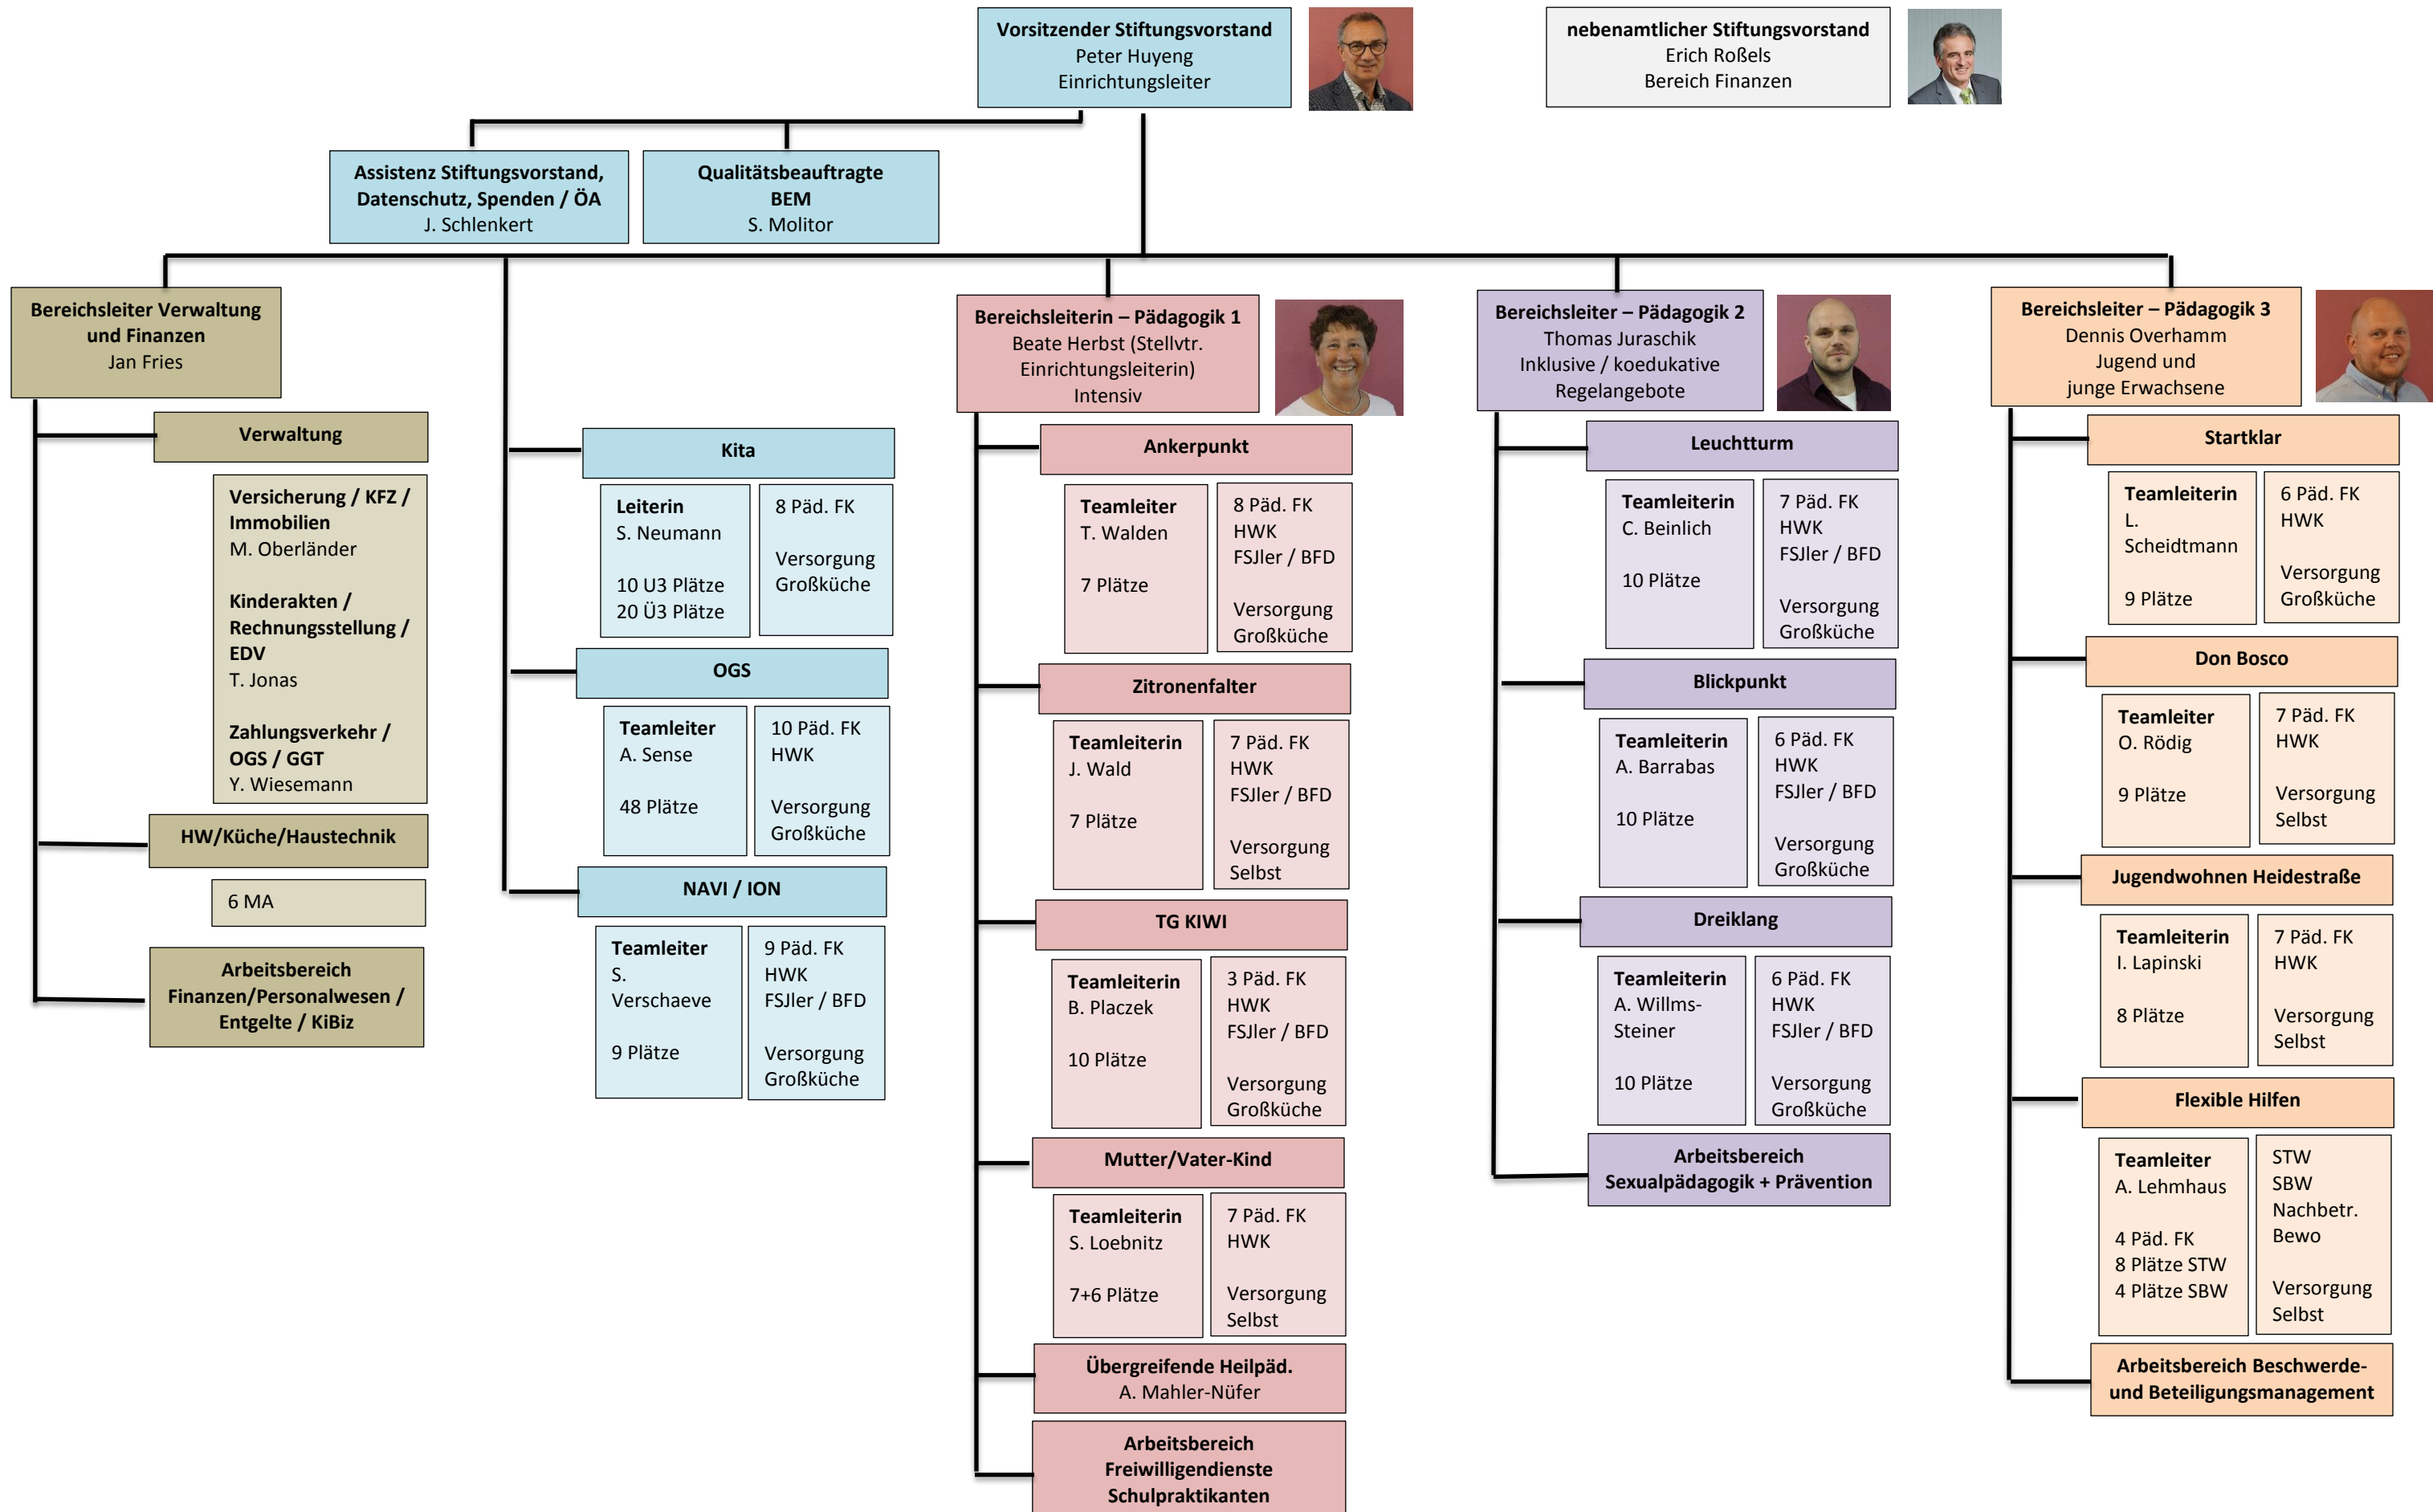 Vorsitzender Stiftungsvorstand
Peter Huyeng
Einrichtungsleiter
nebenamtlicher Stiftungsvorstand
Erich Roßels
Bereich Finanzen
Assistenz Stiftungsvorstand,
Datenschutz, Spenden / ÖA
J. Schlenkert
Qualitätsbeauftragte
BEM
S. Molitor
Bereichsleiter Verwaltung
und Finanzen
Jan Fries
Verwaltung
Versicherung / KFZ /
Immobilien
M. Oberländer
Kinderakten /
Rechnungsstellung /
EDV
T. Jonas
Zahlungsverkehr /
OGS / GGT
Y. Wiesemann
HW/Küche/Haustechnik
6 MA
Arbeitsbereich
Finanzen/Personalwesen /
Entgelte / KiBiz
Kita
Leiterin
S. Neumann
10 U3 Plätze
20 Ü3 Plätze
8 Päd. FK
Versorgung
Großküche
OGS
Teamleiter
A. Sense
48 Plätze
10 Päd. FK
HWK
Versorgung
Großküche
NAVI / ION
Teamleiter
S.
Verschaeve
9 Plätze
9 Päd. FK
HWK
FSJler / BFD
Versorgung
Großküche
Bereichsleiterin – Pädagogik 1
Beate Herbst (Stellvtr.
Einrichtungsleiterin)
Intensiv
Ankerpunkt
Teamleiter
T. Walden
7 Plätze
8 Päd. FK
HWK
FSJler / BFD
Versorgung
Großküche
Zitronenfalter
Teamleiterin
J. Wald
7 Plätze
7 Päd. FK
HWK
FSJler / BFD
Versorgung
Selbst
TG KIWI
Teamleiterin
B. Placzek
10 Plätze
3 Päd. FK
HWK
FSJler / BFD
Versorgung
Großküche
Mutter/Vater-Kind
Teamleiterin
S. Loebnitz
7+6 Plätze
7 Päd. FK
HWK
Versorgung
Selbst
Übergreifende Heilpäd.
A. Mahler-Nüfer
Arbeitsbereich
Freiwilligendienste
Schulpraktikanten
Bereichsleiter – Pädagogik 2
Thomas Juraschik
Inklusive / koedukative
Regelangebote
Leuchtturm
Teamleiterin
C. Beinlich
10 Plätze
7 Päd. FK
HWK
FSJler / BFD
Versorgung
Großküche
Blickpunkt
Teamleiterin
A. Barrabas
10 Plätze
6 Päd. FK
HWK
FSJler / BFD
Versorgung
Großküche
Dreiklang
Teamleiterin
A. Willms-
Steiner
10 Plätze
6 Päd. FK
HWK
FSJler / BFD
Versorgung
Großküche
Arbeitsbereich
Sexualpädagogik + Prävention
Bereichsleiter – Pädagogik 3
Dennis Overhamm
Jugend und
junge Erwachsene
Startklar
Teamleiterin
L.
Scheidtmann
9 Plätze
6 Päd. FK
HWK
Versorgung
Großküche
Don Bosco
Teamleiter
O. Rödig
9 Plätze
7 Päd. FK
HWK
Versorgung
Selbst
Jugendwohnen Heidestraße
Teamleiterin
I. Lapinski
8 Plätze
7 Päd. FK
HWK
Versorgung
Selbst
Flexible Hilfen
Teamleiter
A. Lehmhaus
4 Päd. FK
8 Plätze STW
4 Plätze SBW
STW
SBW
Nachbetr.
Bewo
Versorgung
Selbst
Arbeitsbereich Beschwerde-
und Beteiligungsmanagement